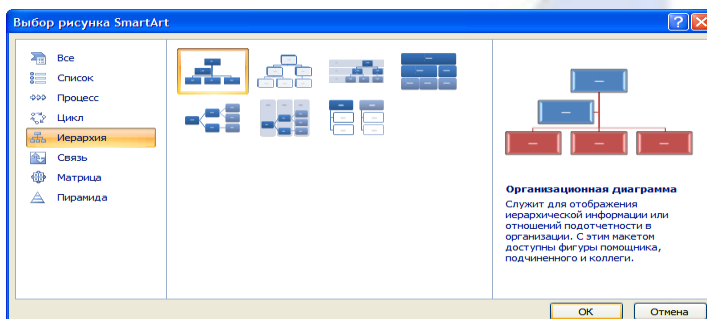 Выбор рисунка SmartArt
Все
Список
Процесс
Цикл
Иерархия
Связь
Матрица
Пирамида
Организационная диаграмма
Служит для отображения
иерархической информации или
отношений подотчетности в
организации. С этим макетом
доступны фигуры помощника,
подчиненного и коллеги.
ОК
Отмена